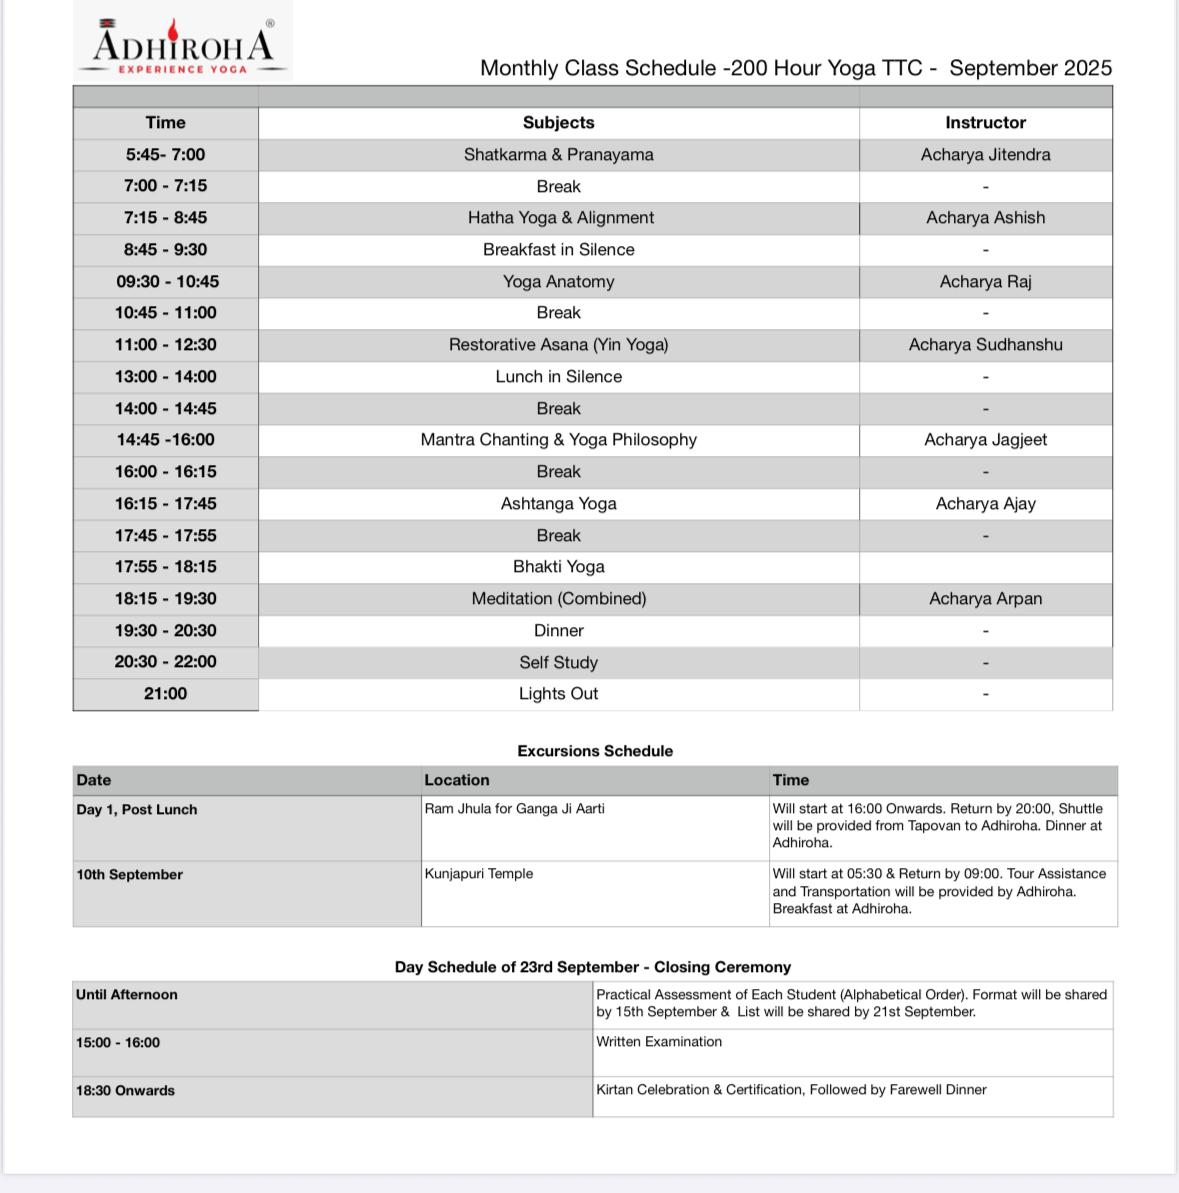 ADHIROHA ®
EXPERIENCE YOGA
Monthly Class Schedule -200 Hour Yoga TTC - September 2025
Time Subjects Instructor
5:45- 7:00 Shatkarma & Pranayama Acharya Jitendra
7:00 - 7:15 Break -
7:15 - 8:45 Hatha Yoga & Alignment Acharya Ashish
8:45 - 9:30 Breakfast in Silence -
09:30 - 10:45 Yoga Anatomy Acharya Raj
10:45 - 11:00 Break -
11:00 - 12:30 Restorative Asana (Yin Yoga) Acharya Sudhanshu
13:00 - 14:00 Lunch in Silence -
14:00 - 14:45 Break -
14:45 -16:00 Mantra Chanting & Yoga Philosophy Acharya Jagjeet
16:00 - 16:15 Break -
16:15 - 17:45 Ashtanga Yoga Acharya Ajay
17:45 - 17:55 Break -
17:55 - 18:15 Bhakti Yoga
18:15 - 19:30 Meditation (Combined) Acharya Arpan
19:30 - 20:30 Dinner -
20:30 - 22:00 Self Study -
21:00 Lights Out -
Excursions Schedule
Date Location Time
Day 1, Post Lunch Ram Jhula for Ganga Ji Aarti Will start at 16:00 Onwards. Return by 20:00, Shuttle
will be provided from Tapovan to Adhiroha. Dinner at
Adhiroha.
10th September Kunjapuri Temple Will start at 05:30 & Return by 09:00. Tour Assistance
and Transportation will be provided by Adhiroha.
Breakfast at Adhiroha.
Day Schedule of 23rd September - Closing Ceremony
Until Afternoon Practical Assessment of Each Student (Alphabetical Order). Format will be shared
by 15th September & List will be shared by 21st September.
15:00 - 16:00 Written Examination
18:30 Onwards Kirtan Celebration & Certification, Followed by Farewell Dinner